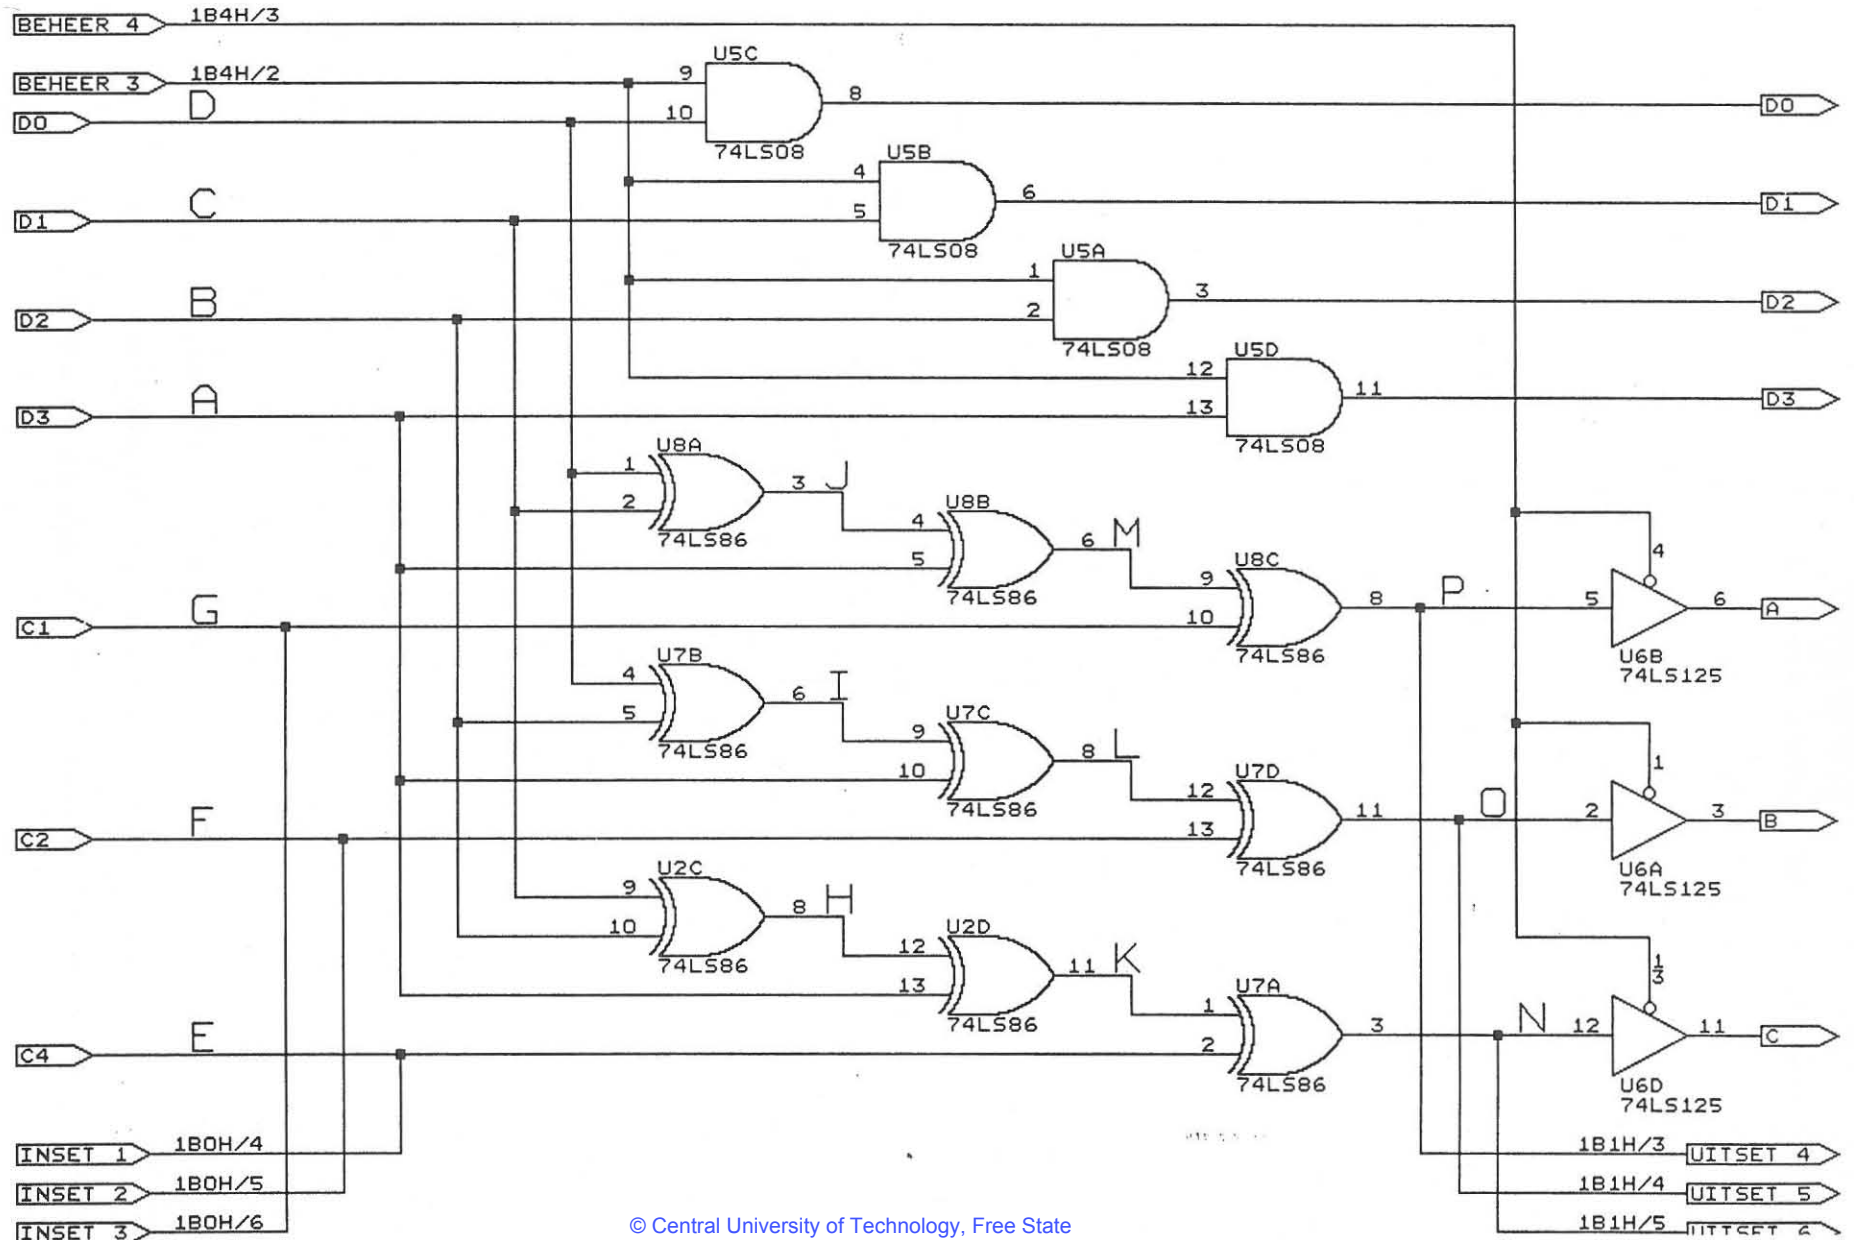 BEHEER 4
1B4H/3
BEHEER 3
1B4H/2
U5C
9
8
D0
D
10
D0
74LS08
U5B
4
6
D1
D1
C
5
74LS08
U5A
1
3
D2
D2
B
2
74LS08
U5D
12
11
D3
D3
A
13
74LS08
U8A
1
3
J
2
74LS86
U8B
4
6
M
5
74LS86
U8C
9
8
P
4
5
6
A
C1
G
10
74LS86
U6B
74LS125
U7B
4
6
I
5
74LS86
U7C
9
8
L
10
74LS86
U7D
12
11
O
1
2
3
B
C2
F
13
74LS86
U6A
74LS125
U2C
9
8
H
10
74LS86
U2D
12
11
K
13
74LS86
U7A
1
3
N
13
12
11
C
C4
E
2
74LS86
U6D
74LS125
INSET 1
1B0H/4
1B1H/3
UITSET 4
INSET 2
1B0H/5
1B1H/4
UITSET 5
INSET 3
1B0H/6
1B1H/5
UITSET 6
© Central University of Technology, Free State